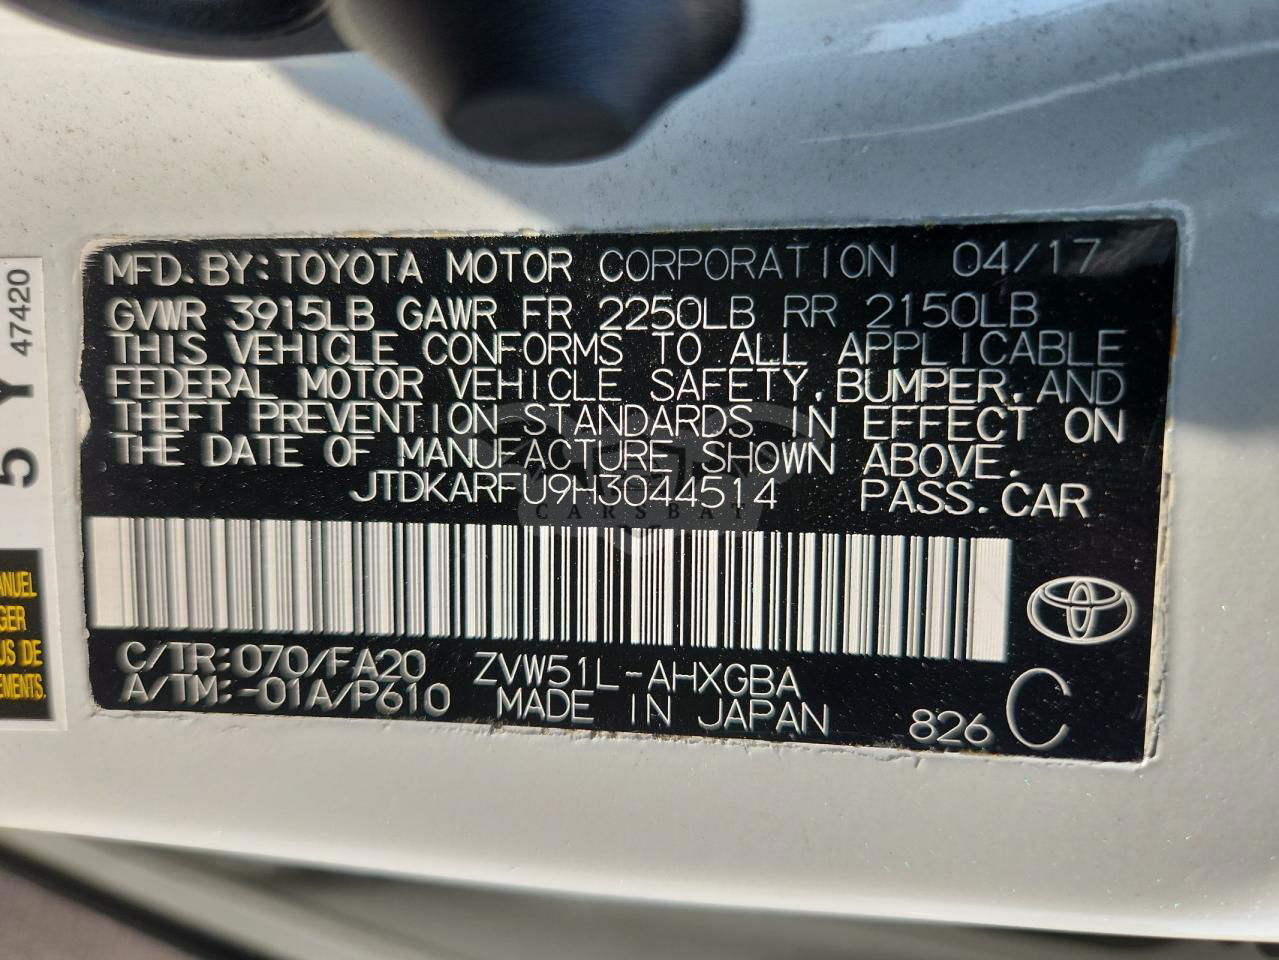 MFD. BY: TOYOTA MOTOR CORPORATION 04/17
GVWR 3915LB GAWR FR 2250LB RR 2150LB
THIS VEHICLE CONFORMS TO ALL APPLICABLE
FEDERAL MOTOR VEHICLE SAFETY, BUMPER, AND
THEFT PREVENTION STANDARDS IN EFFECT ON
THE DATE OF MANUFACTURE SHOWN ABOVE.
JTDKARFU9H3044514 PASS. CAR
CARSBAY
C/TR:070/FA20 ZVW51L-AHXGBA
A/TM:-01A/P610 MADE IN JAPAN 826 C
5 Y 47420
ANUEL
GER
US DE
EMENTS.